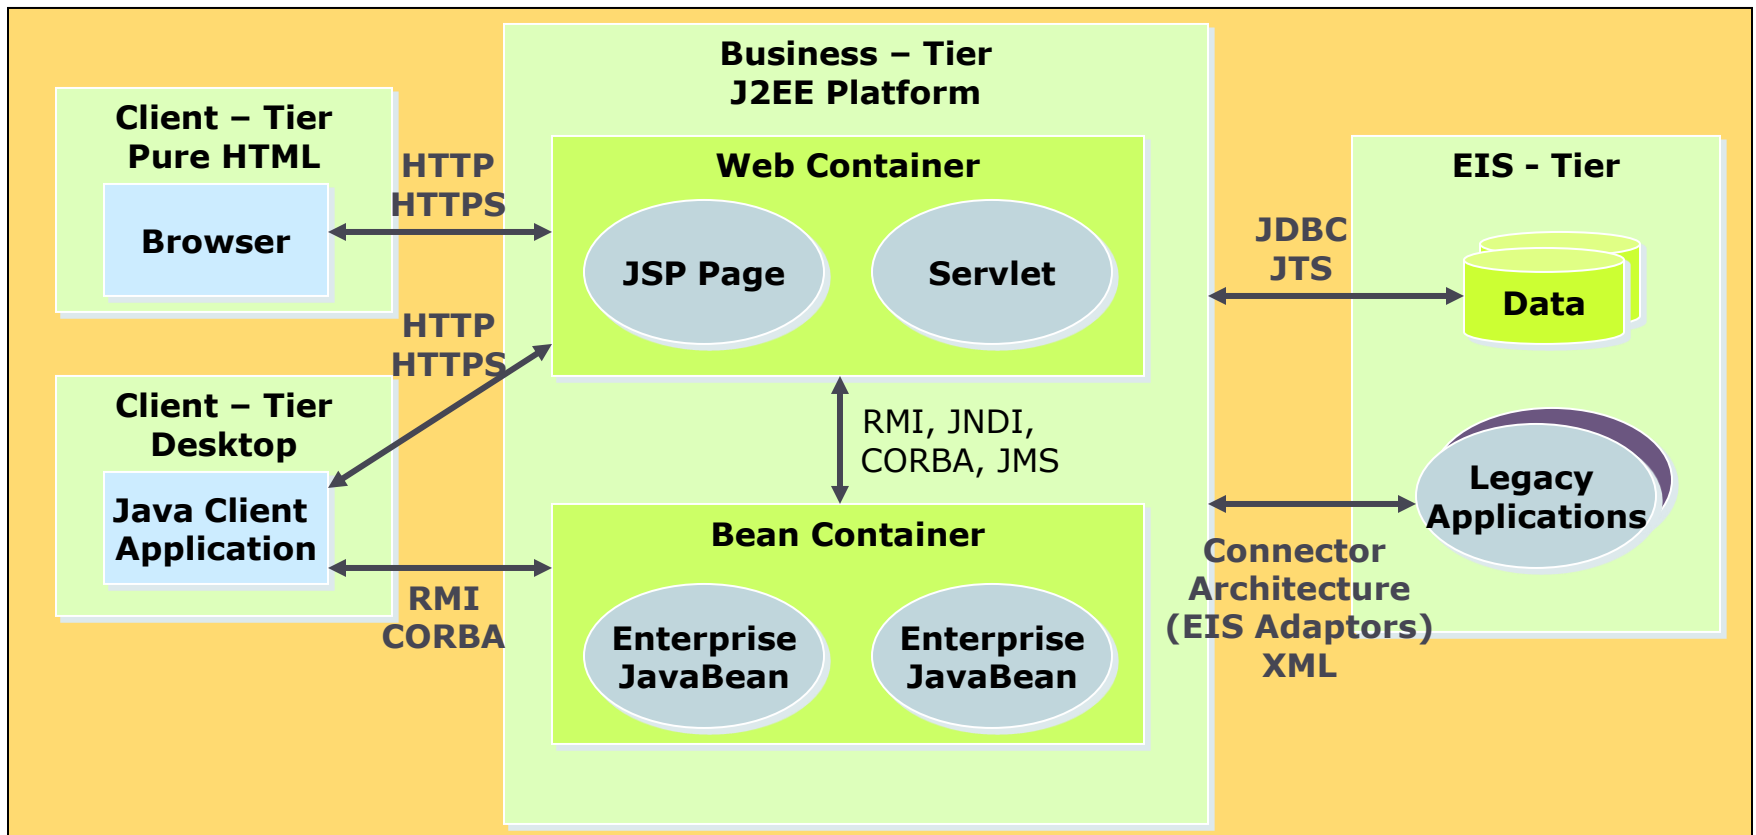 Business – Tier
J2EE Platform
Client – Tier
Pure HTML
Browser
HTTP
HTTPS
Web Container
JSP Page
Servlet
EIS - Tier
JDBC
JTS
Data
HTTP
HTTPS
Client – Tier
Desktop
Java Client
Application
RMI, JNDI,
CORBA, JMS
Legacy
Applications
RMI
CORBA
Bean Container
Enterprise
JavaBean
Enterprise
JavaBean
Connector
Architecture
(EIS Adaptors)
XML